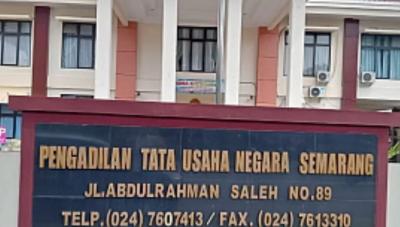 PENGADILAN TATA USAHA NEGARA SEMARANG
JL.ABDULRAHMAN SALEH NO.89
TELP.(024) 7607413 / FAX. (024) 7613310